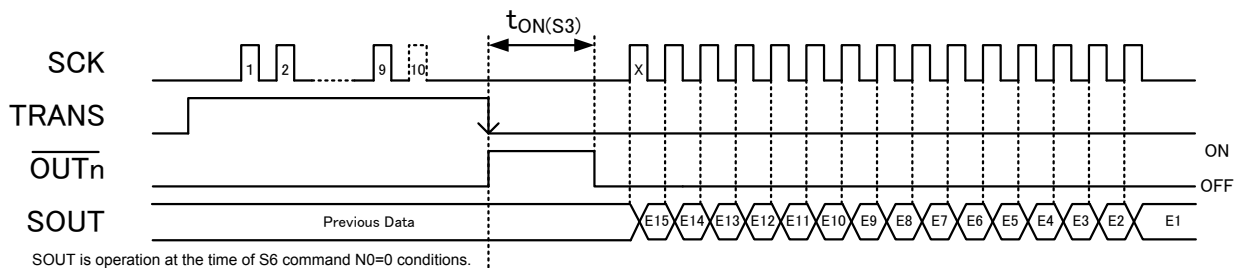 tON(S3)
SCK 1 2 9 10 X
TRANS
OUTn ON
OFF
SOUT Previous Data E15 E14 E13 E12 E11 E10 E9 E8 E7 E6 E5 E4 E3 E2 E1
SOUT is operation at the time of S6 command N0=0 conditions.